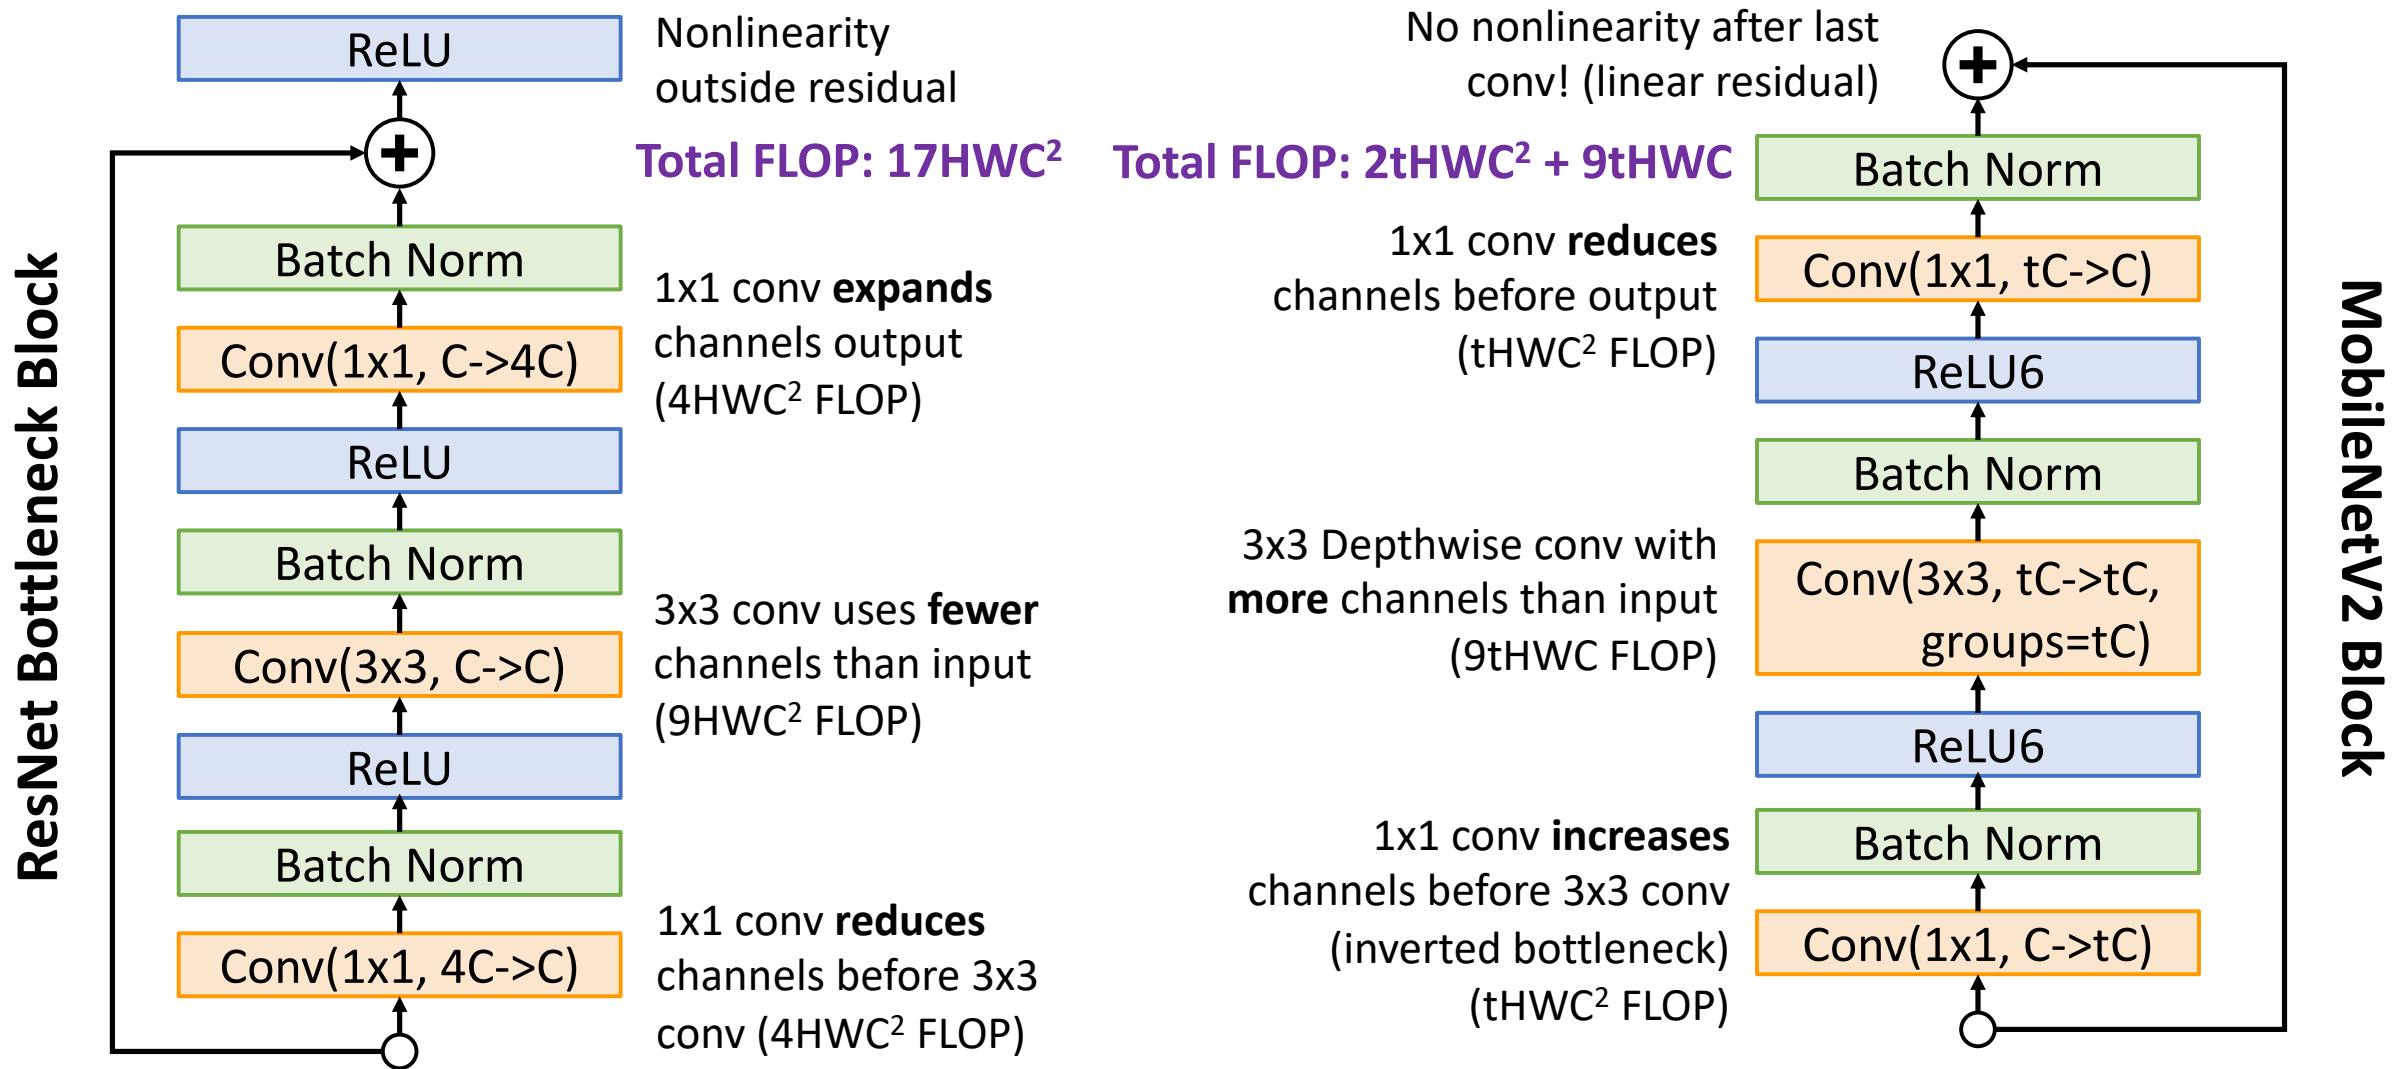 ResNet Bottleneck Block
ReLU
Nonlinearity
outside residual
Total FLOP: 17HWC²
Batch Norm
1x1 conv expands
channels output
(4HWC² FLOP)
Conv(1x1, C->4C)
ReLU
Batch Norm
3x3 conv uses fewer
channels than input
(9HWC² FLOP)
Conv(3x3, C->C)
ReLU
Batch Norm
1x1 conv reduces
channels before 3x3
conv (4HWC² FLOP)
Conv(1x1, 4C->C)
No nonlinearity after last
conv! (linear residual)
Total FLOP: 2tHWC² + 9tHWC
Batch Norm
1x1 conv reduces
channels before output
(tHWC² FLOP)
Conv(1x1, tC->C)
ReLU6
Batch Norm
3x3 Depthwise conv with
more channels than input
(9tHWC FLOP)
Conv(3x3, tC->tC,
groups=tC)
ReLU6
Batch Norm
1x1 conv increases
channels before 3x3 conv
(inverted bottleneck)
(tHWC² FLOP)
Conv(1x1, C->tC)
MobileNetV2 Block